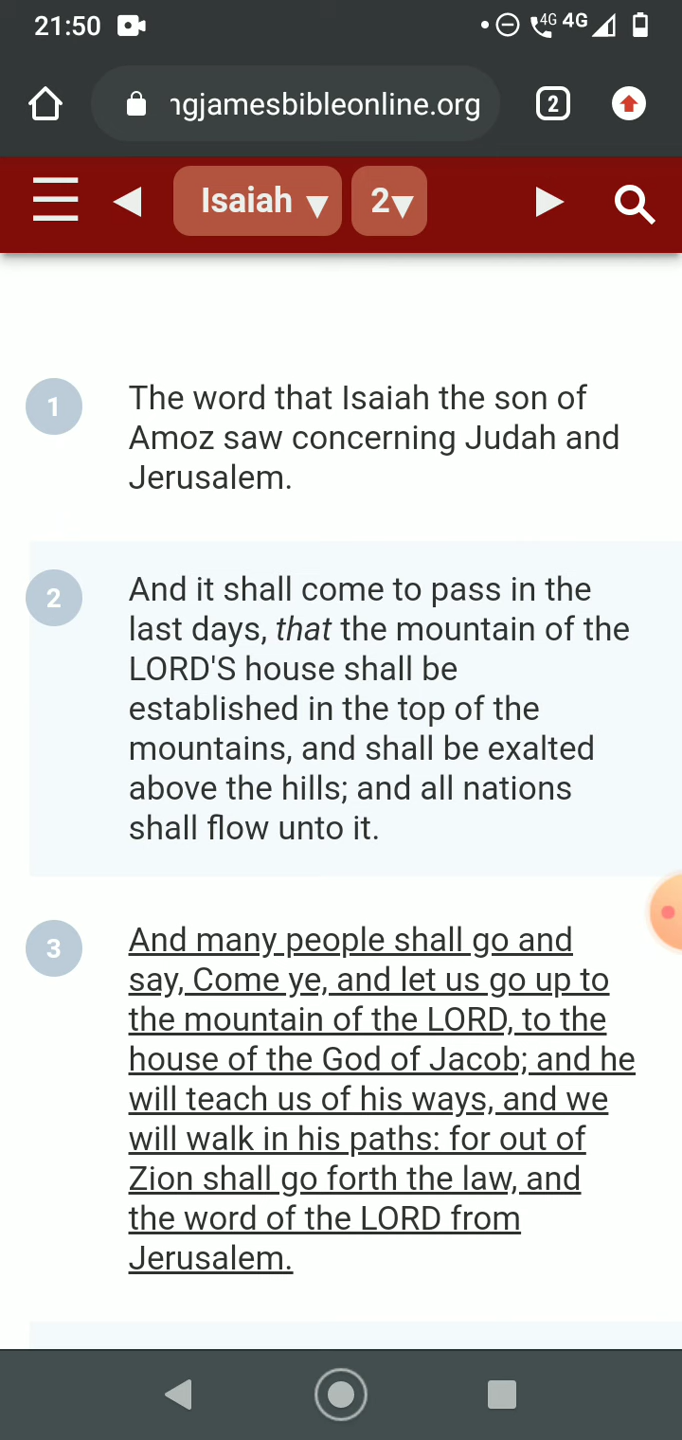 21:50
4G 4G
ngjamesbibleonline.org
2
Isaiah
2
1
The word that Isaiah the son of
Amoz saw concerning Judah and
Jerusalem.
2
And it shall come to pass in the
last days, that the mountain of the
LORD'S house shall be
established in the top of the
mountains, and shall be exalted
above the hills; and all nations
shall flow unto it.
3
And many people shall go and
say, Come ye, and let us go up to
the mountain of the LORD, to the
house of the God of Jacob; and he
will teach us of his ways, and we
will walk in his paths: for out of
Zion shall go forth the law, and
the word of the LORD from
Jerusalem.